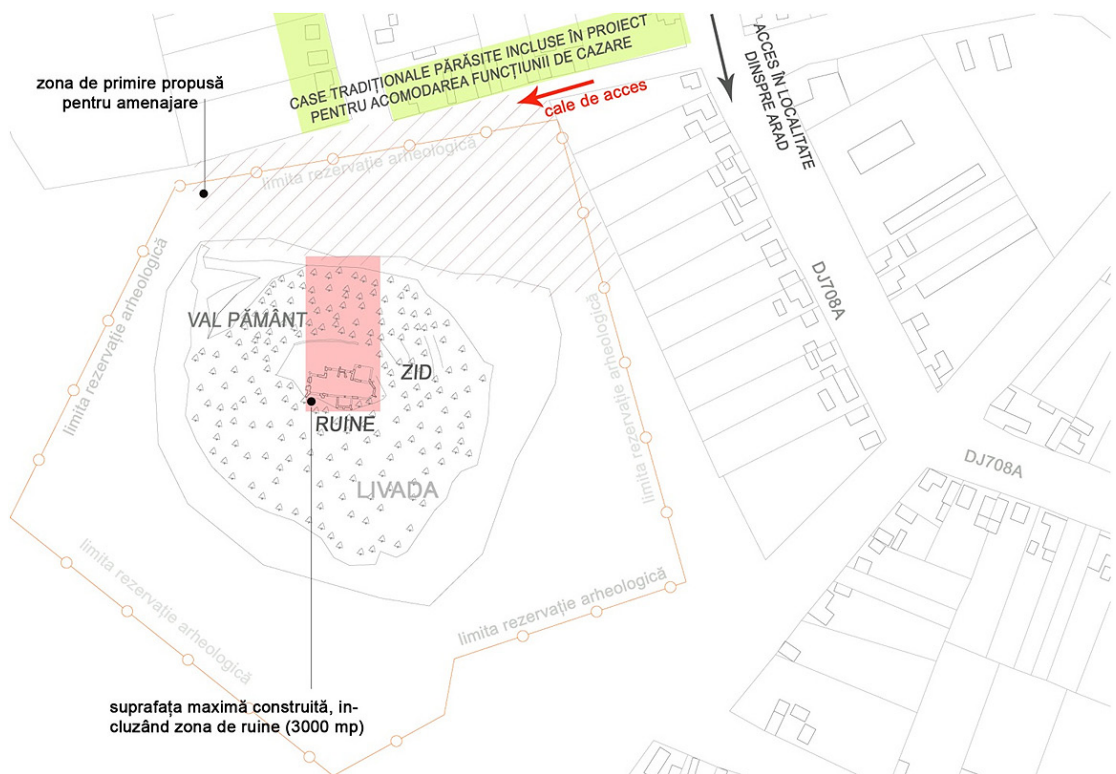 CASE TRADIȚIONALE PĂRĂSITE INCLUSE ÎN PROIECT
PENTRU ACOMODAREA FUNCȚIUNII DE CAZARE
ACCES ÎN LOCALITATE
DINSPRE ARAD
zona de primire propusă
pentru amenajare
cale de acces
limita rezervație arheologică
limita rezervație arheologică
VAL PĂMÂNT
ZID
RUINE
LIVADA
limita rezervație arheologică
DJ708A
DJ708A
limita rezervație arheologică
limita rezervație arheologică
suprafața maximă construită, in-
cluzând zona de ruine (3000 mp)